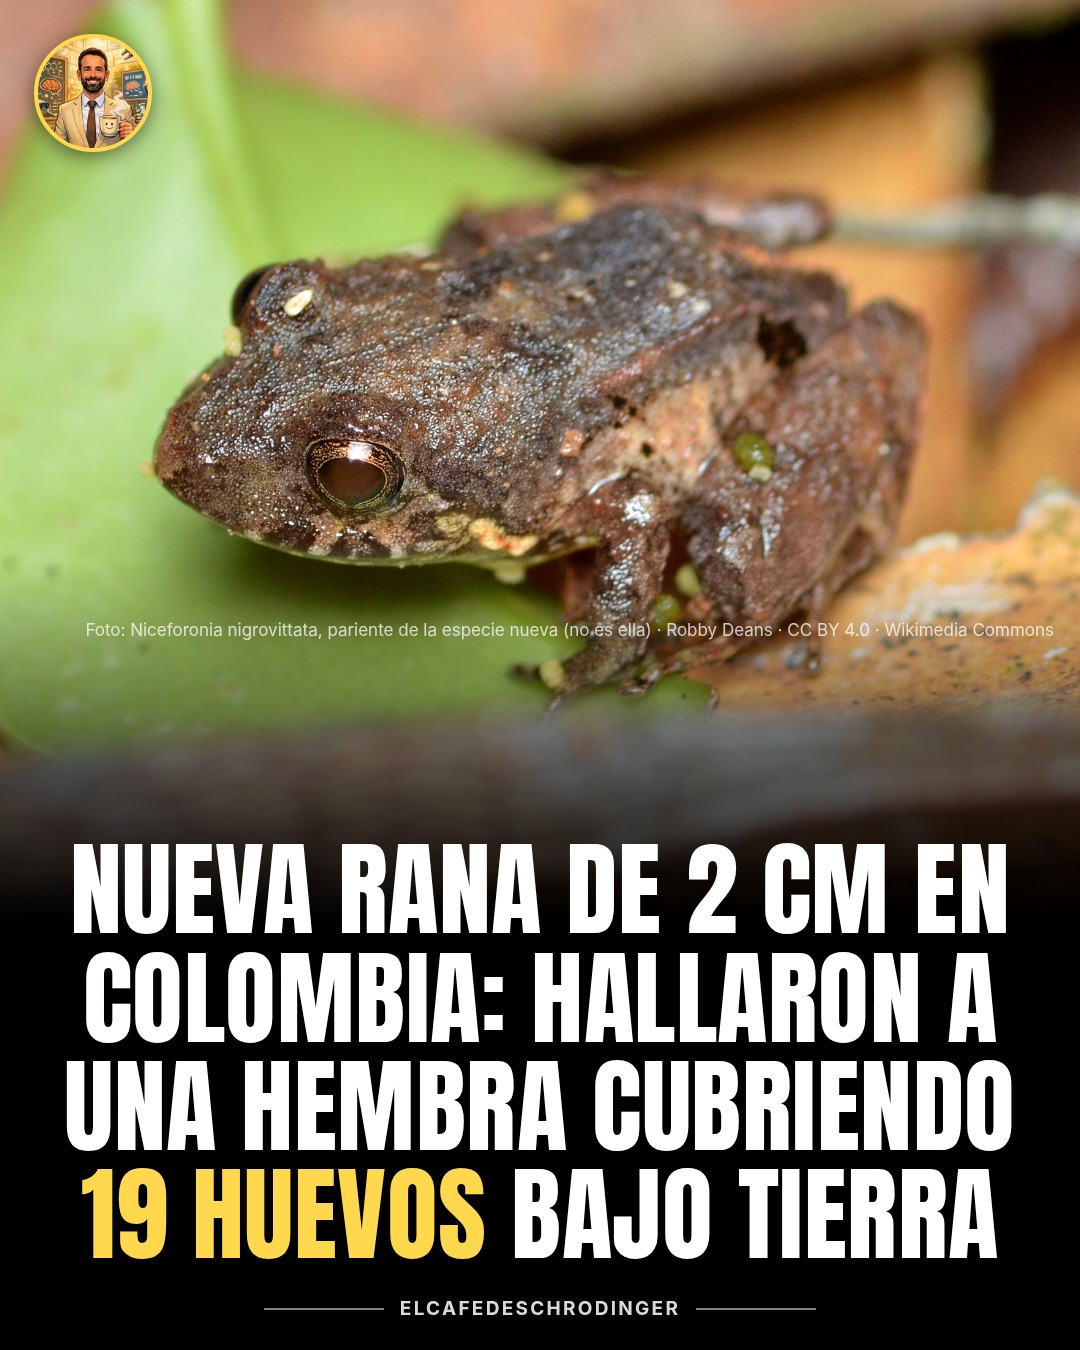 Foto: Niceforonia nigrovittata, pariente de la especie nueva (no es ella) · Robby Deans · CC BY 4.0 · Wikimedia Commons
NUEVA RANA DE 2 CM EN
COLOMBIA: HALLARON A
UNA HEMBRA CUBRIENDO
19 HUEVOS BAJO TIERRA
ELCAFEDESCHRODINGER